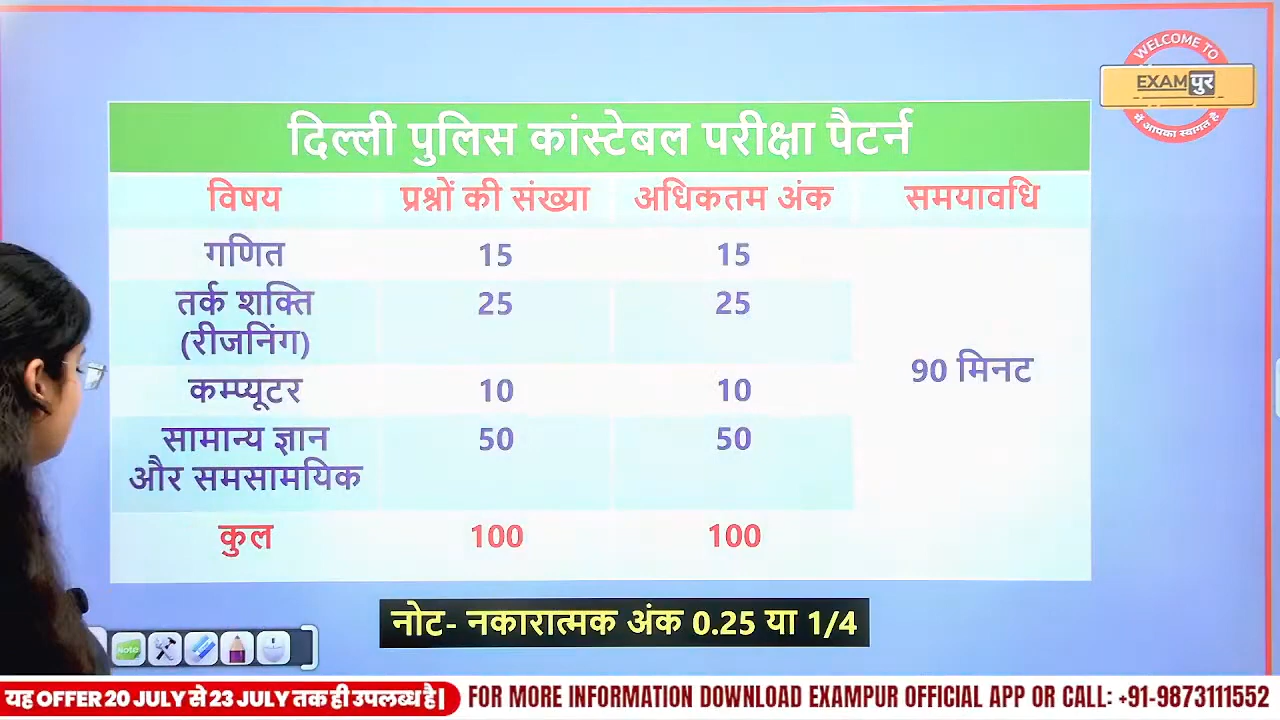 WELCOME TO
EXAMपुर
में आपका स्वागत है
दिल्ली पुलिस कांस्टेबल परीक्षा पैटर्न
विषय प्रश्नों की संख्या अधिकतम अंक समयावधि
गणित 15 15
तर्क शक्ति 25 25
(रीजनिंग)
90 मिनट
कम्प्यूटर 10 10
सामान्य ज्ञान 50 50
और समसामयिक
कुल 100 100
नोट- नकारात्मक अंक 0.25 या 1/4
Note
यह OFFER 20 JULY से 23 JULY तक ही उपलब्ध है|
FOR MORE INFORMATION DOWNLOAD EXAMPUR OFFICIAL APP OR CALL: +91-9873111552